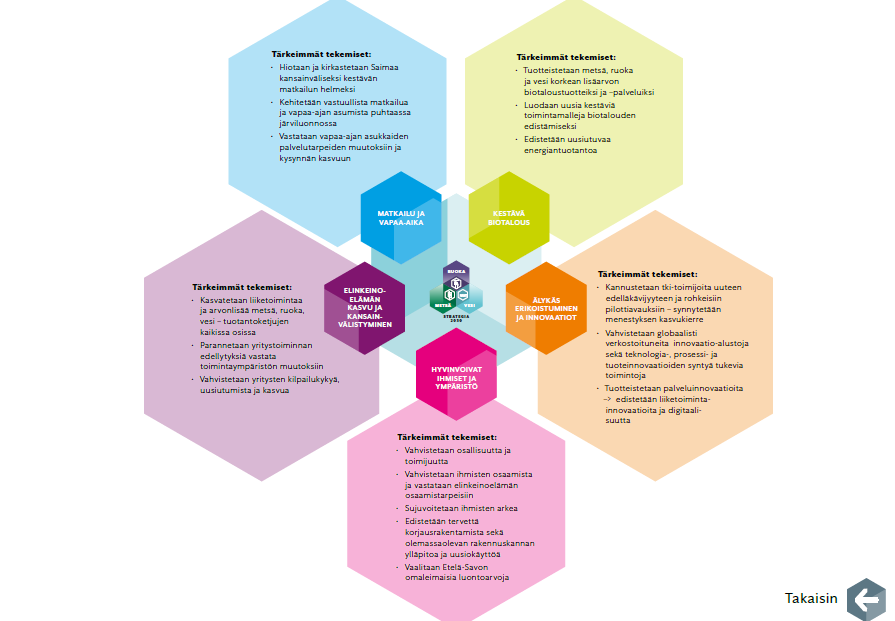 Tärkeimmät tekemiset:
· Hiotaan ja kirkastetaan Saimaa
kansainväliseksi kestävän
matkailun helmeksi
· Kehitetään vastuullista matkailua
ja vapaa-ajan asumista puhtaassa
järviluonnossa
· Vastataan vapaa-ajan asukkaiden
palvelutarpeiden muutoksiin ja
kysynnän kasvuun
MATKAILU JA
VAPAA-AIKA
Tärkeimmät tekemiset:
· Tuotteistetaan metsä, ruoka
ja vesi korkean lisäarvon
biotaloustuotteiksi ja –palveluiksi
· Luodaan uusia kestäviä
toimintamalleja biotalouden
edistämiseksi
· Edistetään uusiutuvaa
energiantuotantoa
KESTÄVÄ
BIOTALOUS
Tärkeimmät tekemiset:
· Kasvatetaan liiketoimintaa
ja arvonlisää metsä, ruoka,
vesi – tuotantoketjujen
kaikissa osissa
· Parannetaan yritystoiminnan
edellytyksiä vastata
toimintaympäristön muutoksiin
· Vahvistetaan yritysten kilpailukykyä,
uusiutumista ja kasvua
ELINKEINO-
ELÄMÄN
KASVU JA
KANSAIN-
VÄLISTYMINEN
RUOKA
METSÄ
VESI
STRATEGIA
2030
ÄLYKÄS
ERIKOISTUMINEN
JA INNOVAATIOT
Tärkeimmät tekemiset:
· Kannustetaan tki-toimijoita uuteen
edelläkävijyyteen ja rohkeisiin
pilottiavauksiin – synnytetään
menestyksen kasvukierre
· Vahvistetaan globaalisti
verkostoituneita innovaatio-alustoja
sekä teknologia-, prosessi- ja
tuoteinnovaatioiden syntyä tukevia
toimintoja
· Tuotteistetaan palveluinnovaatioita
–> edistetään liiketoiminta-
innovaatioita ja digitaali-
suutta
HYVINVOIVAT
IHMISET JA
YMPÄRISTÖ
Tärkeimmät tekemiset:
· Vahvistetaan osallisuutta ja
toimijuutta
· Vahvistetaan ihmisten osaamista
ja vastataan elinkeinoelämän
osaamistarpeisiin
· Sujuvoitetaan ihmisten arkea
· Edistetään tervettä
korjausrakentamista sekä
olemassaolevan rakennuskannan
ylläpitoa ja uusiokäyttöä
· Vaalitaan Etelä-Savon
omaleimaisia luontoarvoja
Takaisin